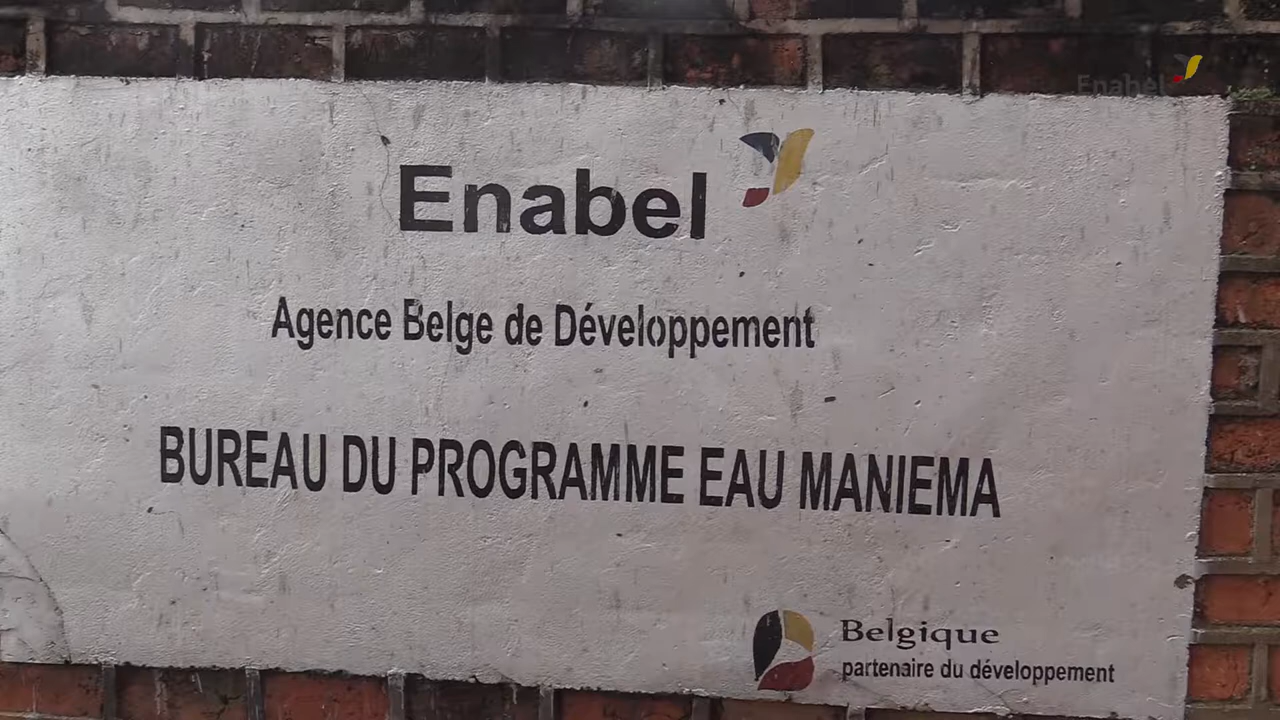 Enabel
Enabel
Agence Belge de Développement
BUREAU DU PROGRAMME EAU MANIEMA
Belgique
partenaire du développement